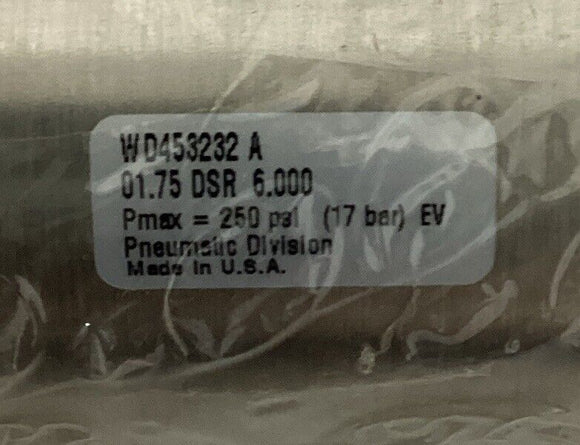 WD453232 A
01.75 DSR 6.000
Pmax = 250 psi (17 bar) EV
Pneumatic Division
Made in U.S.A.